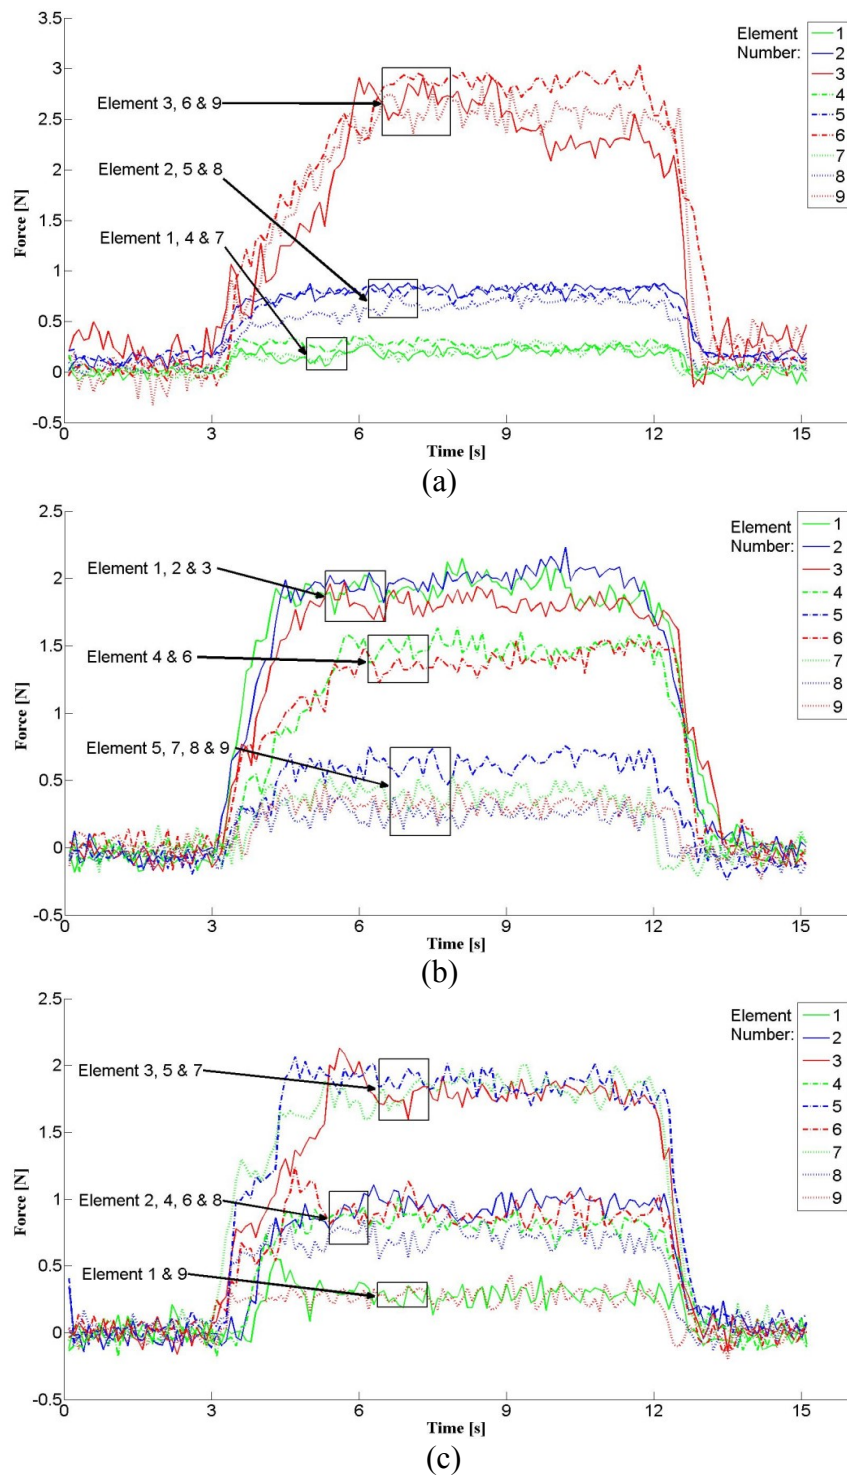 3.5
3
2.5
2
1.5
1
0.5
0
-0.5
0
3
6
9
12
15
Force [N]
Time [s]
Element 3, 6 & 9
Element 2, 5 & 8
Element 1, 4 & 7
Element
Number:
1
2
3
4
5
6
7
8
9
(a)
2.5
2
1.5
1
0.5
0
-0.5
0
3
6
9
12
15
Force [N]
Time [s]
Element 1, 2 & 3
Element 4 & 6
Element 5, 7, 8 & 9
Element
Number:
1
2
3
4
5
6
7
8
9
(b)
2.5
2
1.5
1
0.5
0
-0.5
0
3
6
9
12
15
Force [N]
Time [s]
Element 3, 5 & 7
Element 2, 4, 6 & 8
Element 1 & 9
Element
Number:
1
2
3
4
5
6
7
8
9
(c)